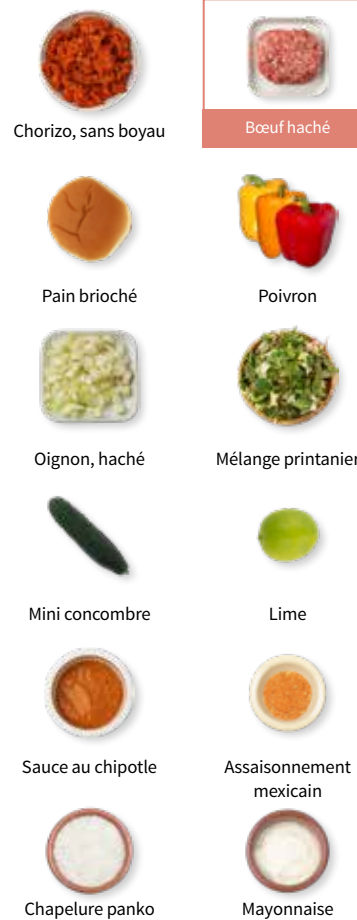 Chorizo, sans boyau
Bœuf haché
Pain brioché
Poivron
Oignon, haché
Mélange printanier
Mini concombre
Lime
Sauce au chipotle
Assaisonnement
mexicain
Chapelure panko
Mayonnaise